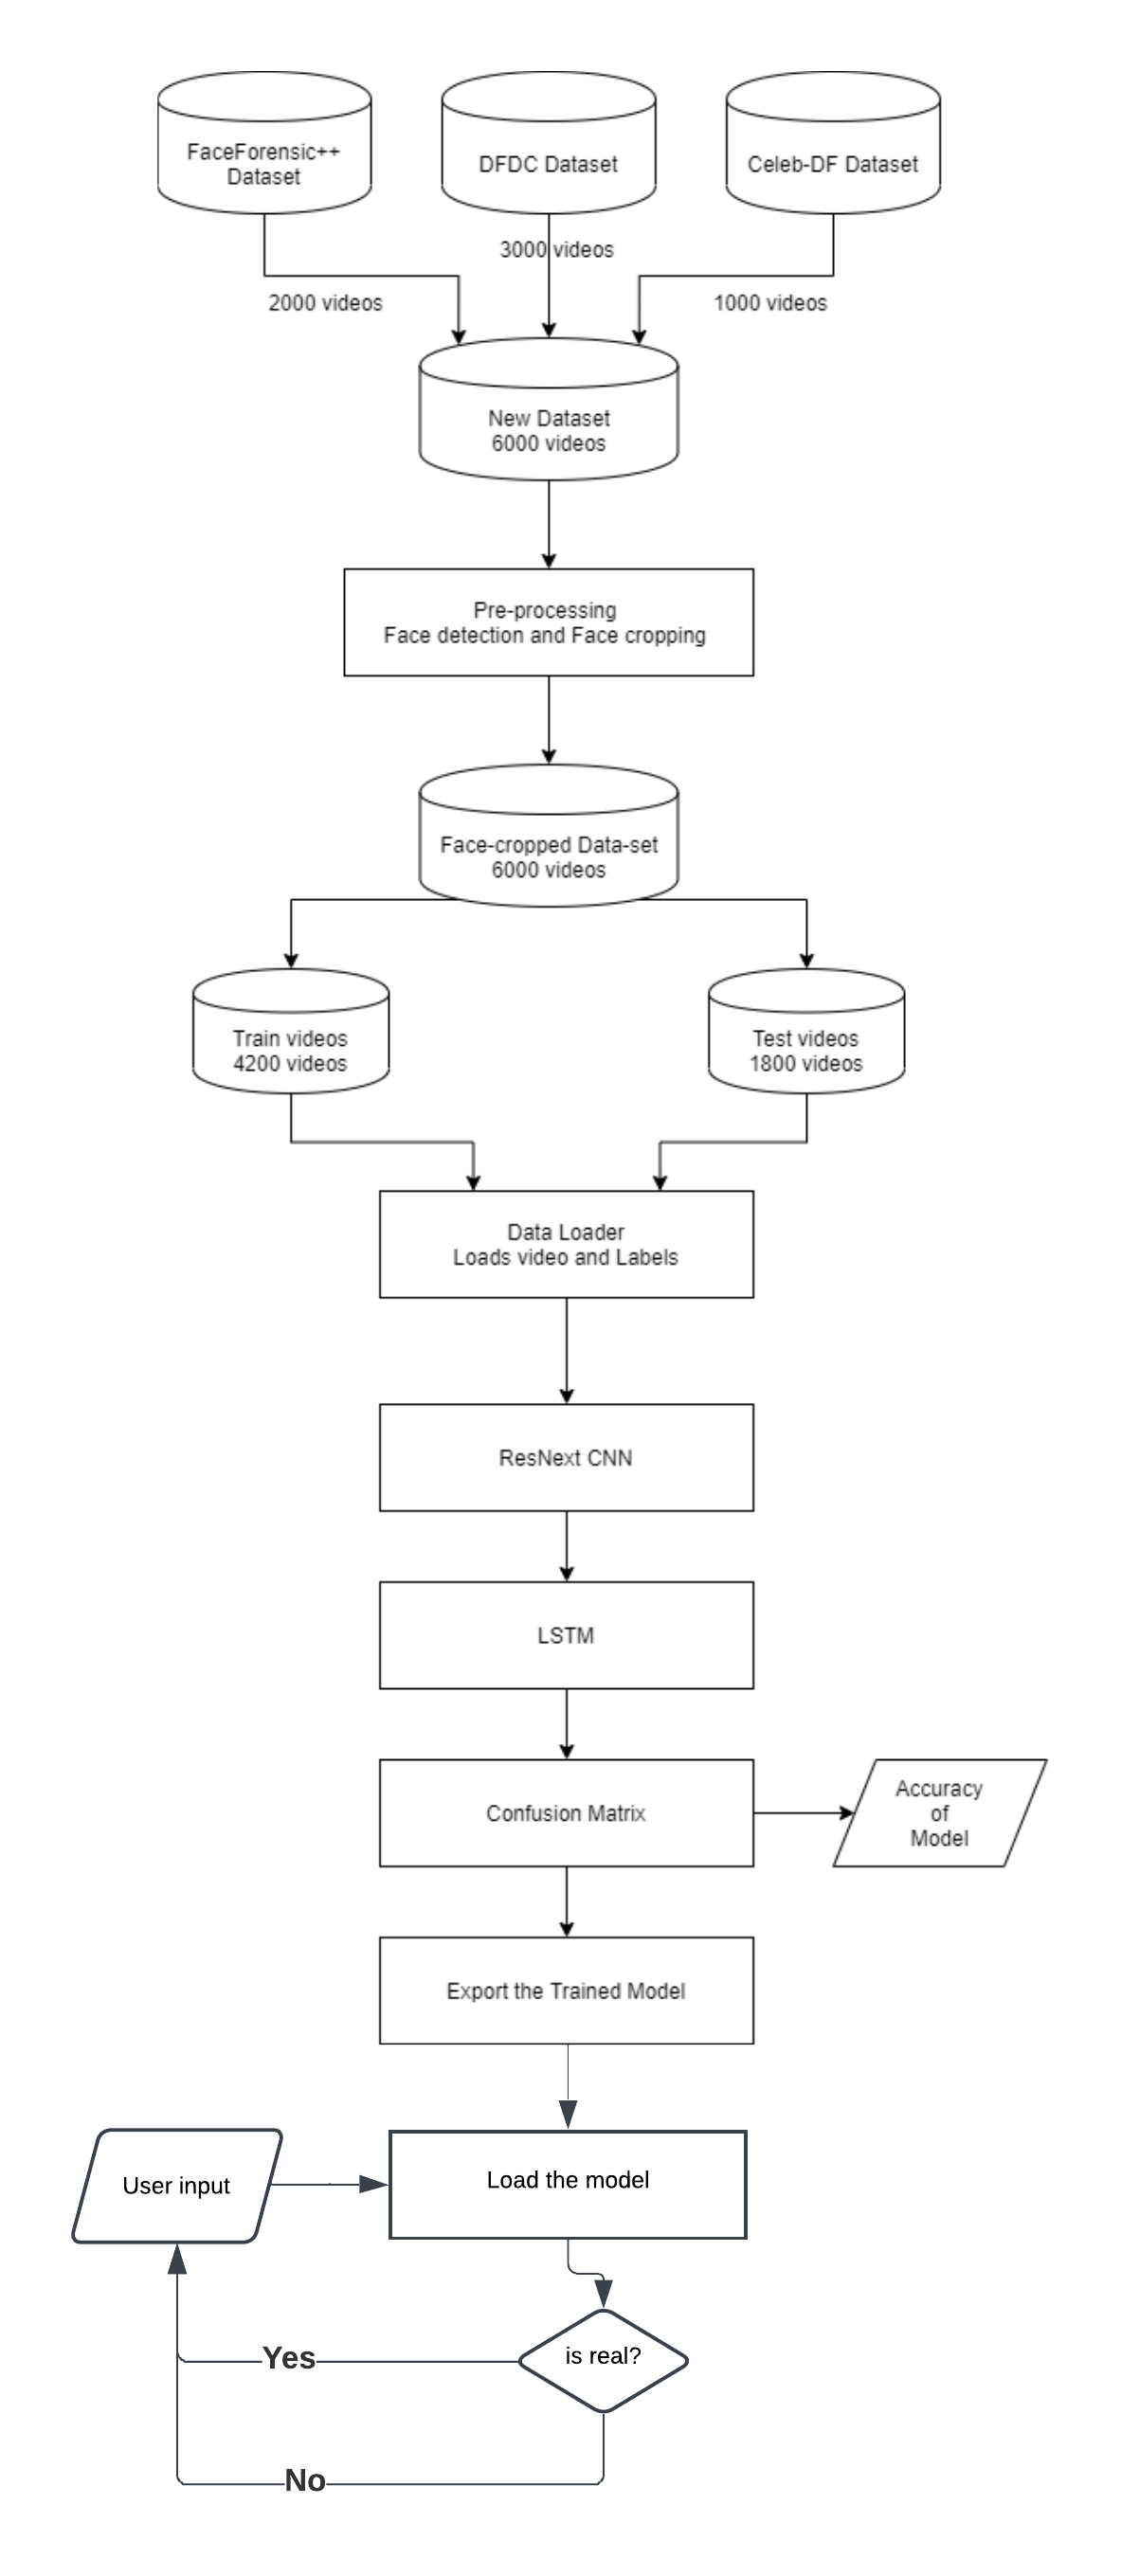 FaceForensic++
Dataset
DFDC Dataset
Celeb-DF Dataset
3000 videos
2000 videos
1000 videos
New Dataset
6000 videos
Pre-processing
Face detection and Face cropping
Face-cropped Data-set
6000 videos
Train videos
4200 videos
Test videos
1800 videos
Data Loader
Loads video and Labels
ResNext CNN
LSTM
Confusion Matrix
Accuracy
of
Model
Export the Trained Model
User input
Load the model
is real?
Yes
No